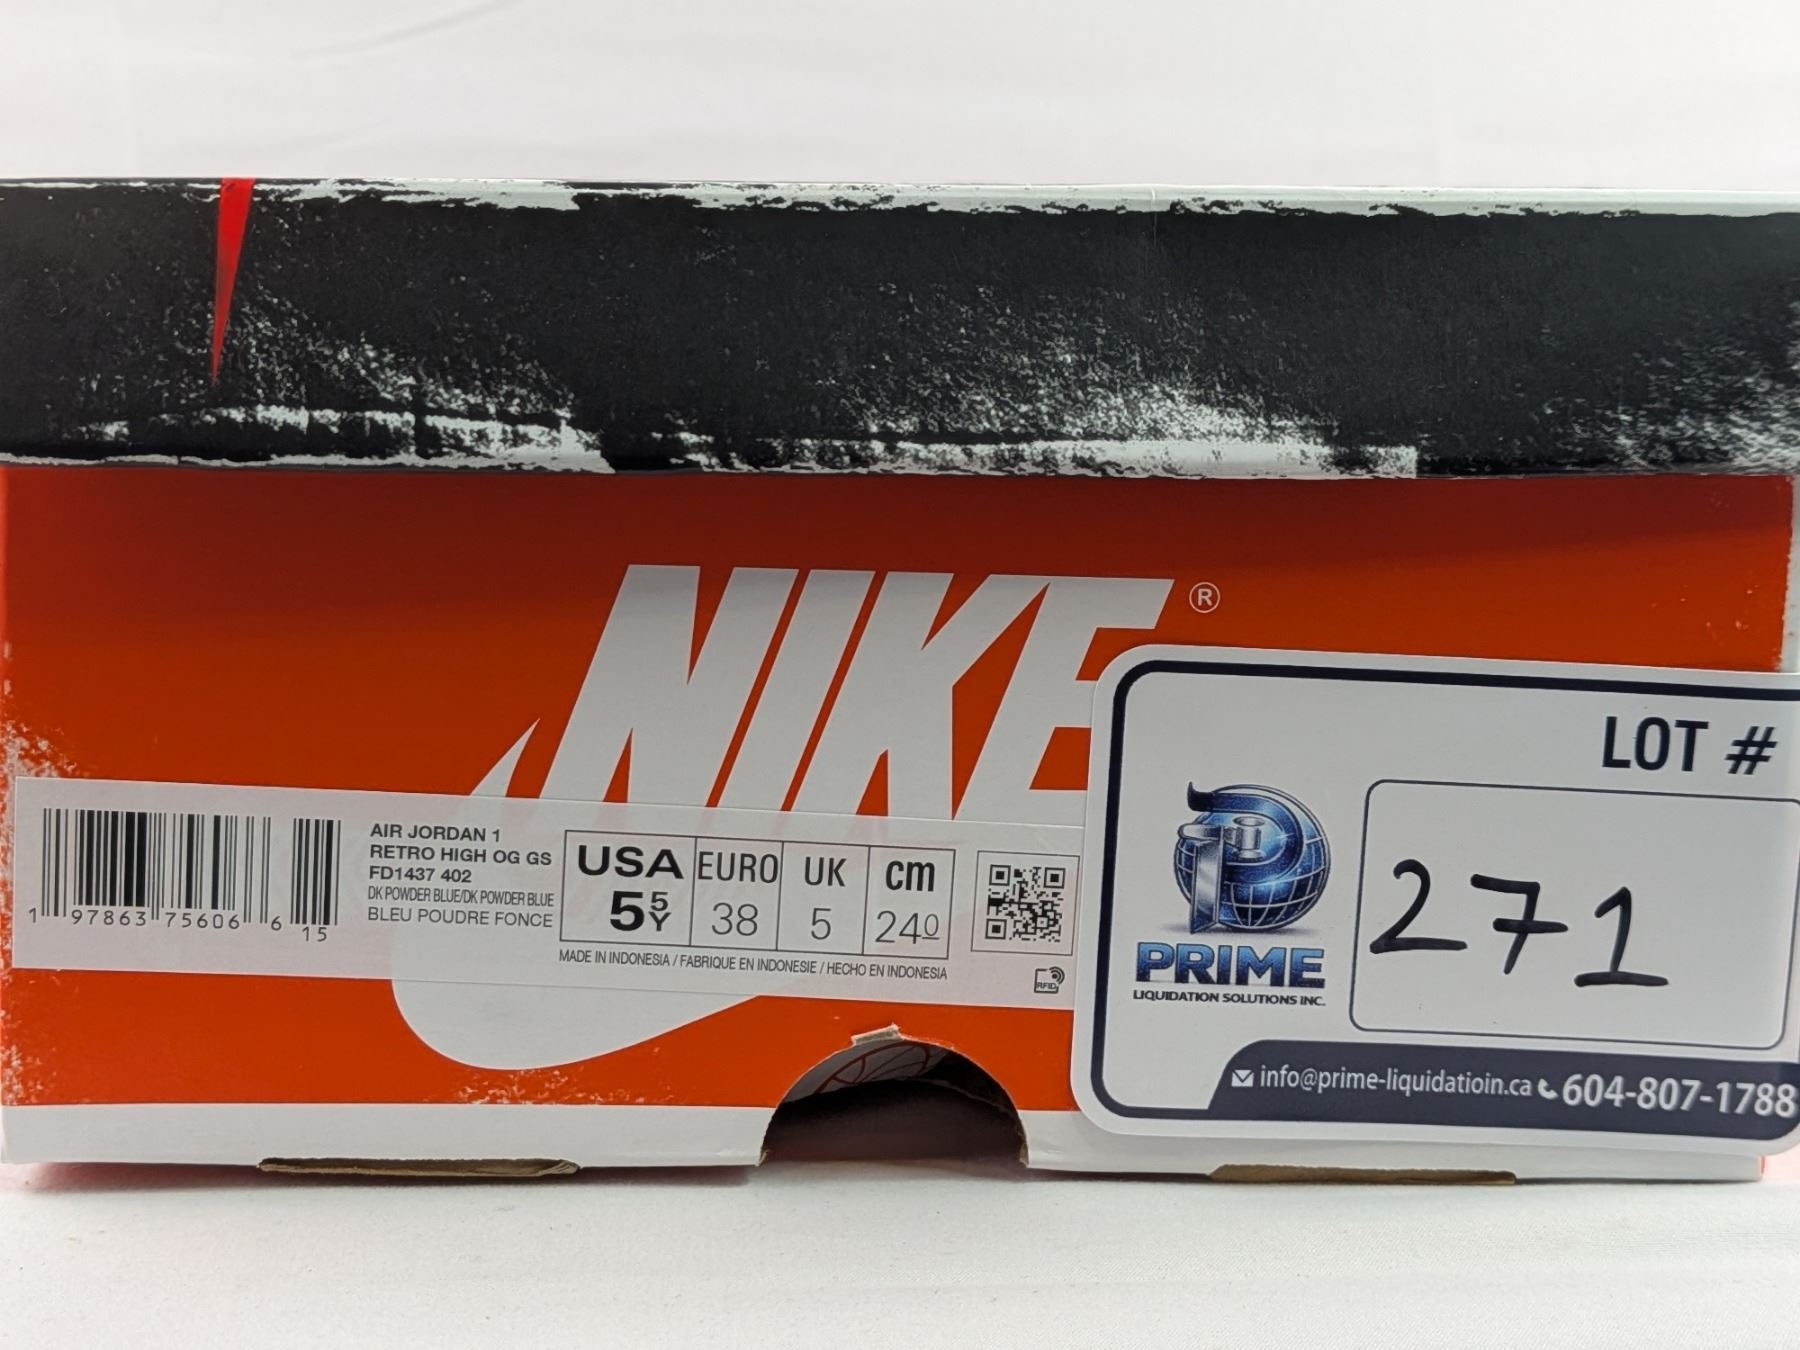 NIKE®
AIR JORDAN 1
RETRO HIGH OG GS
FD1437 402
DK POWDER BLUE/DK POWDER BLUE
BLEU POUDRE FONCE
1 97863 75606 6 15
USA EURO UK cm
5 5Y 38 5 24 0
MADE IN INDONESIA / FABRIQUE EN INDONESIE / HECHO EN INDONESIA
RFID
LOT #
271
PRIME
LIQUIDATION SOLUTIONS INC.
info@prime-liquidatioin.ca 604-807-1788